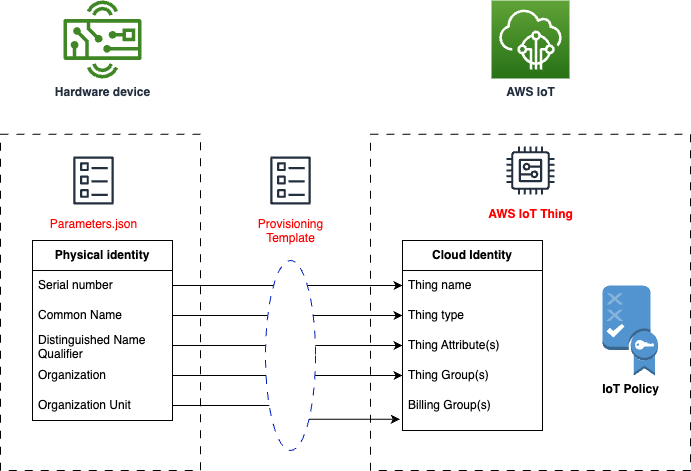 Hardware device
AWS IoT
Parameters.json
Provisioning
Template
AWS IoT Thing
Physical identity
Serial number
Common Name
Distinguished Name
Qualifier
Organization
Organization Unit
Cloud Identity
Thing name
Thing type
Thing Attribute(s)
Thing Group(s)
Billing Group(s)
IoT Policy